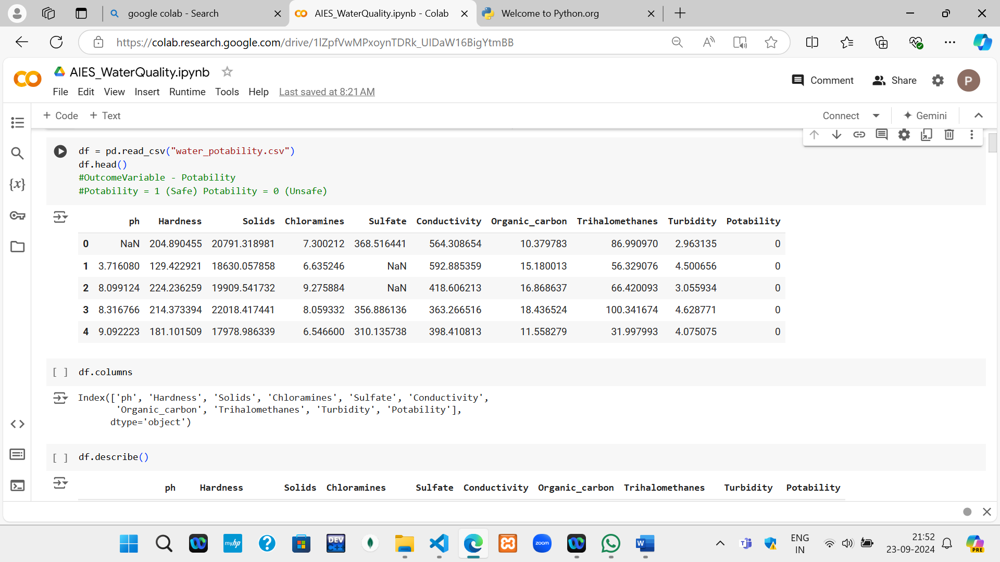 google colab - Search
AIES_WaterQuality.ipynb - Colab
Welcome to Python.org
https://colab.research.google.com/drive/1lZpfVwMPxoynTDRk_UIDaW16BigYtmBB
AIES_WaterQuality.ipynb
Comment
Share
P
File Edit View Insert Runtime Tools Help Last saved at 8:21 AM
+ Code + Text
Connect
Gemini
df = pd.read_csv("water_potability.csv")
df.head()
#OutcomeVariable - Potability
#Potability = 1 (Safe) Potability = 0 (Unsafe)
ph Hardness Solids Chloramines Sulfate Conductivity Organic_carbon Trihalomethanes Turbidity Potability
0 NaN 204.890455 20791.318981 7.300212 368.516441 564.308654 10.379783 86.990970 2.963135 0
1 3.716080 129.422921 18630.057858 6.635246 NaN 592.885359 15.180013 56.329076 4.500656 0
2 8.099124 224.236259 19909.541732 9.275884 NaN 418.606213 16.868637 66.420093 3.055934 0
3 8.316766 214.373394 22018.417441 8.059332 356.886136 363.266516 18.436524 100.341674 4.628771 0
4 9.092223 181.101509 17978.986339 6.546600 310.135738 398.410813 11.558279 31.997993 4.075075 0
[ ] df.columns
Index(['ph', 'Hardness', 'Solids', 'Chloramines', 'Sulfate', 'Conductivity',
'Organic_carbon', 'Trihalomethanes', 'Turbidity', 'Potability'],
dtype='object')
[ ] df.describe()
ph Hardness Solids Chloramines Sulfate Conductivity Organic_carbon Trihalomethanes Turbidity Potability
myhp
DEV C++
zoom
W
ENG
IN
21:52
23-09-2024
PRE